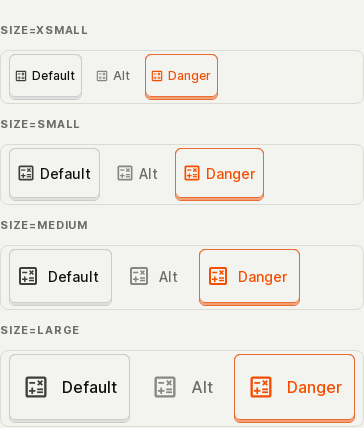 SIZE=XSMALL
Default Alt Danger
SIZE=SMALL
Default Alt Danger
SIZE=MEDIUM
Default Alt Danger
SIZE=LARGE
Default Alt Danger